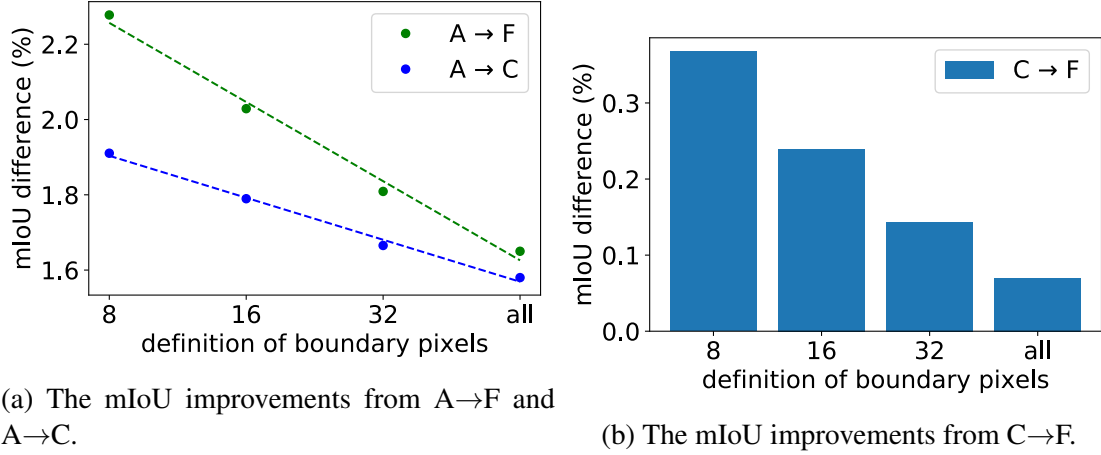 mIoU difference (%)
2.2
2.0
1.8
1.6
A → F
A → C
8 16 32 all
definition of boundary pixels
(a) The mIoU improvements from A→F and
A→C.
mIoU difference (%)
0.3
0.2
0.1
0.0
C → F
8 16 32 all
definition of boundary pixels
(b) The mIoU improvements from C→F.